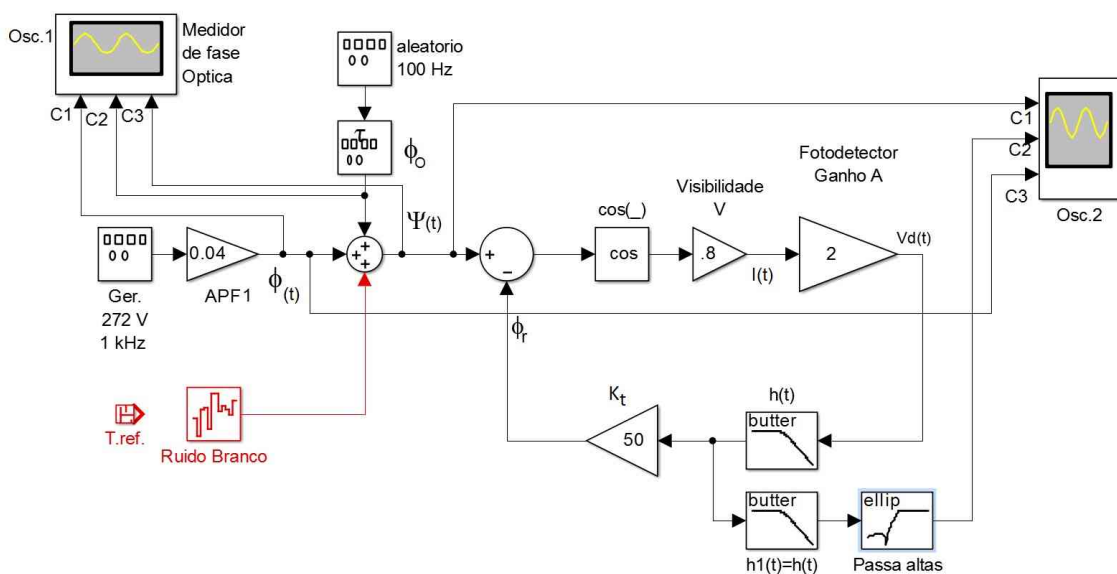 Osc.1
Medidor
de fase
Optica
C1
C2
C3
aleatorio
100 Hz
τ
ϕo
Ψ(t)
Ger.
272 V
1 kHz
0.04
APF1
ϕ(t)
+
+
+
+
−
ϕr
cos(_)
cos
Visibilidade
V
.8
I(t)
Fotodetector
Ganho A
2
Vd(t)
C1
C2
C3
Osc.2
T.ref.
Ruido Branco
Kt
50
h(t)
butter
butter
h1(t)=h(t)
ellip
Passa altas